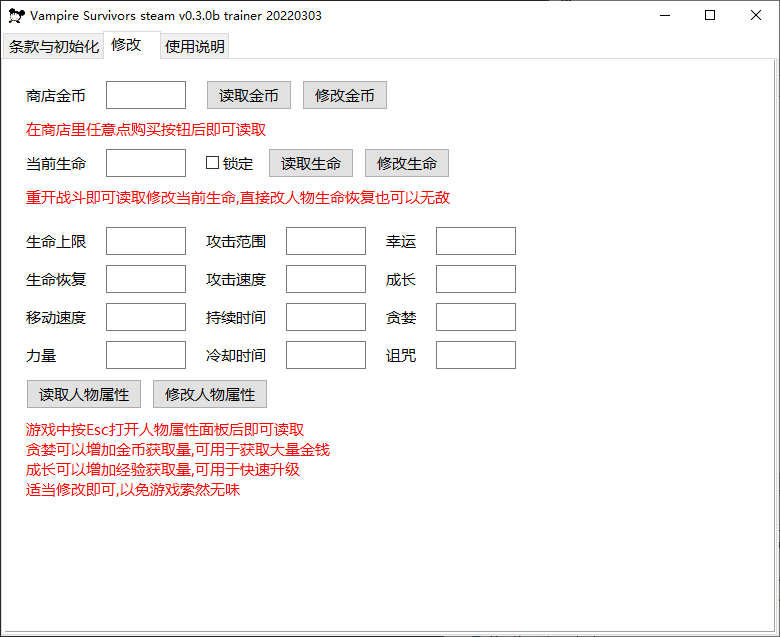 Vampire Survivors steam v0.3.0b trainer 20220303
条款与初始化 修改 使用说明
商店金币 读取金币 修改金币
在商店里任意点购买按钮后即可读取
当前生命 锁定 读取生命 修改生命
重开战斗即可读取修改当前生命,直接改人物生命恢复也可以无敌
生命上限 攻击范围 幸运
生命恢复 攻击速度 成长
移动速度 持续时间 贪婪
力量 冷却时间 诅咒
读取人物属性 修改人物属性
游戏中按Esc打开人物属性面板后即可读取
贪婪可以增加金币获取量,可用于获取大量金钱
成长可以增加经验获取量,可用于快速升级
适当修改即可,以免游戏索然无味